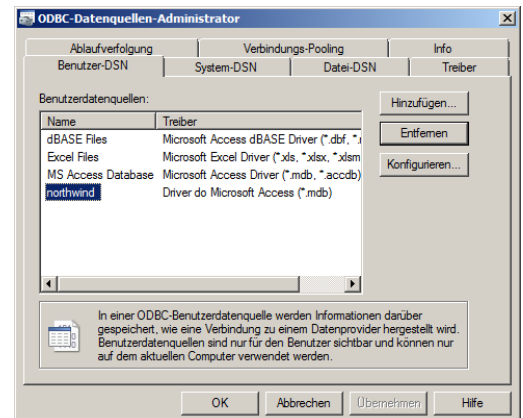 ODBC-Datenquellen-Administrator
Ablaufverfolgung Verbindungs-Pooling Info
Benutzer-DSN System-DSN Datei-DSN Treiber
Benutzerdatenquellen:
Hinzufügen...
Name Treiber
dBASE Files Microsoft Access dBASE Driver (*.dbf, *.
Entfernen
Excel Files Microsoft Excel Driver (*.xls, *.xlsx, *.xlsm
MS Access Database Microsoft Access Driver (*.mdb, *.accdb)
Konfigurieren...
northwind Driver do Microsoft Access (*.mdb)
In einer ODBC-Benutzerdatenquelle werden Informationen darüber
gespeichert, wie eine Verbindung zu einem Datenprovider hergestellt wird.
Benutzerdatenquellen sind nur für den Benutzer sichtbar und können nur
auf dem aktuellen Computer verwendet werden.
OK Abbrechen Übernehmen Hilfe